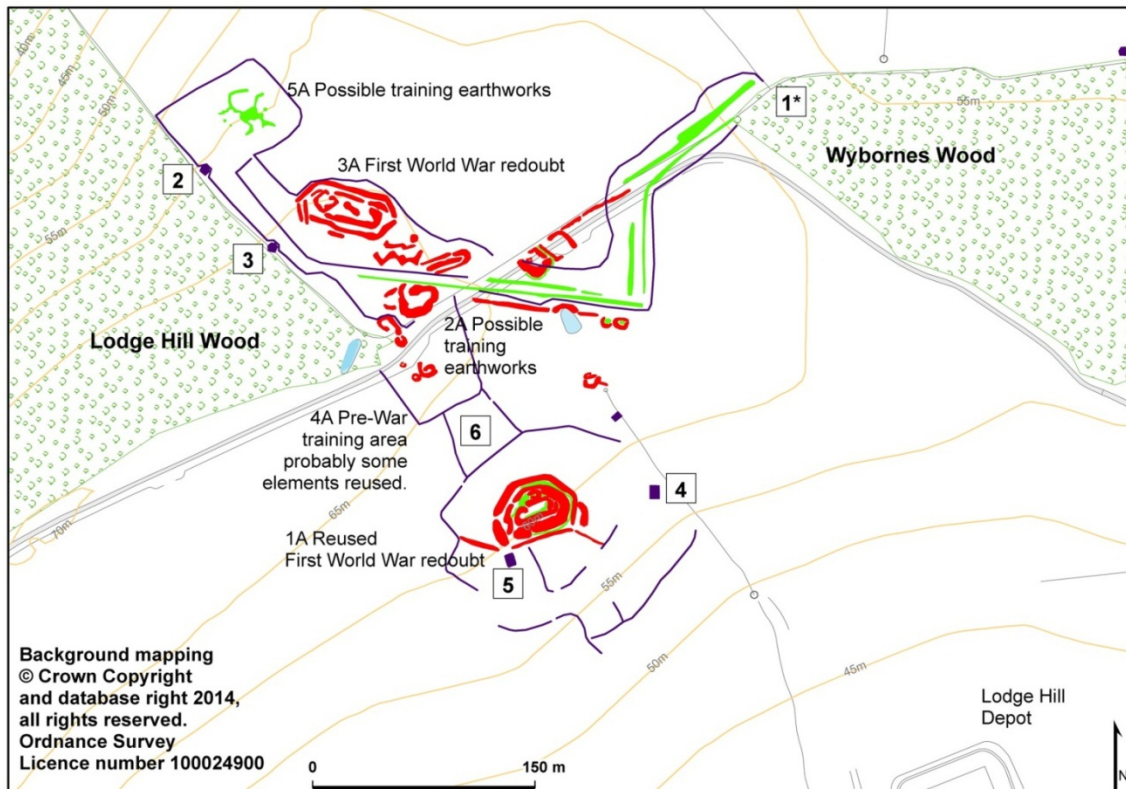 40m
45m
50m
5A Possible training earthworks
1*
55m
Wybornes Wood
3A First World War redoubt
2
55m
3
Lodge Hill Wood
2A Possible
training
earthworks
4A Pre-War
training area
probably some
elements reused.
6
65m
70m
4
60m
1A Reused
First World War redoubt
5
55m
50m
45m
Background mapping
© Crown Copyright
and database right 2014,
all rights reserved.
Ordnance Survey
Licence number 100024900
Lodge Hill
Depot
0
150 m
N